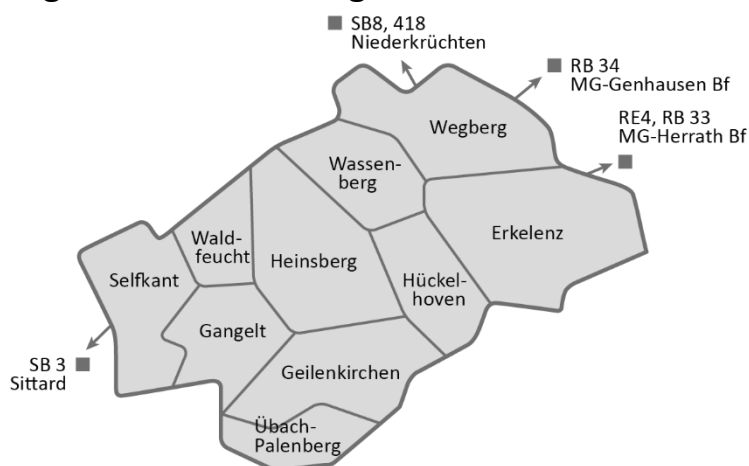 SB8, 418
Niederkrüchten
RB 34
MG-Genhausen Bf
RE4, RB 33
MG-Herrath Bf
Wegberg
Wassen-
berg
Erkelenz
Wald-
feucht
Heinsberg
Selfkant
Hückel-
hoven
Gangelt
SB 3
Sittard
Geilenkirchen
Übach-
Palenberg